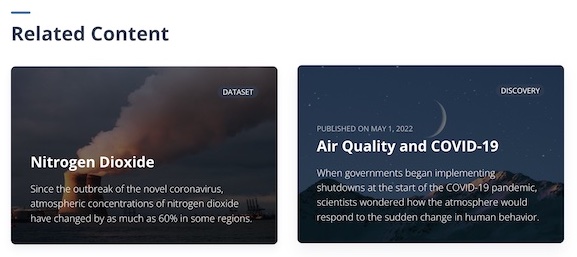 Related Content
DATASET
Nitrogen Dioxide
Since the outbreak of the novel coronavirus,
atmospheric concentrations of nitrogen dioxide
have changed by as much as 60% in some regions.
DISCOVERY
PUBLISHED ON MAY 1, 2022
Air Quality and COVID-19
When governments began implementing
shutdowns at the start of the COVID-19 pandemic,
scientists wondered how the atmosphere would
respond to the sudden change in human behavior.